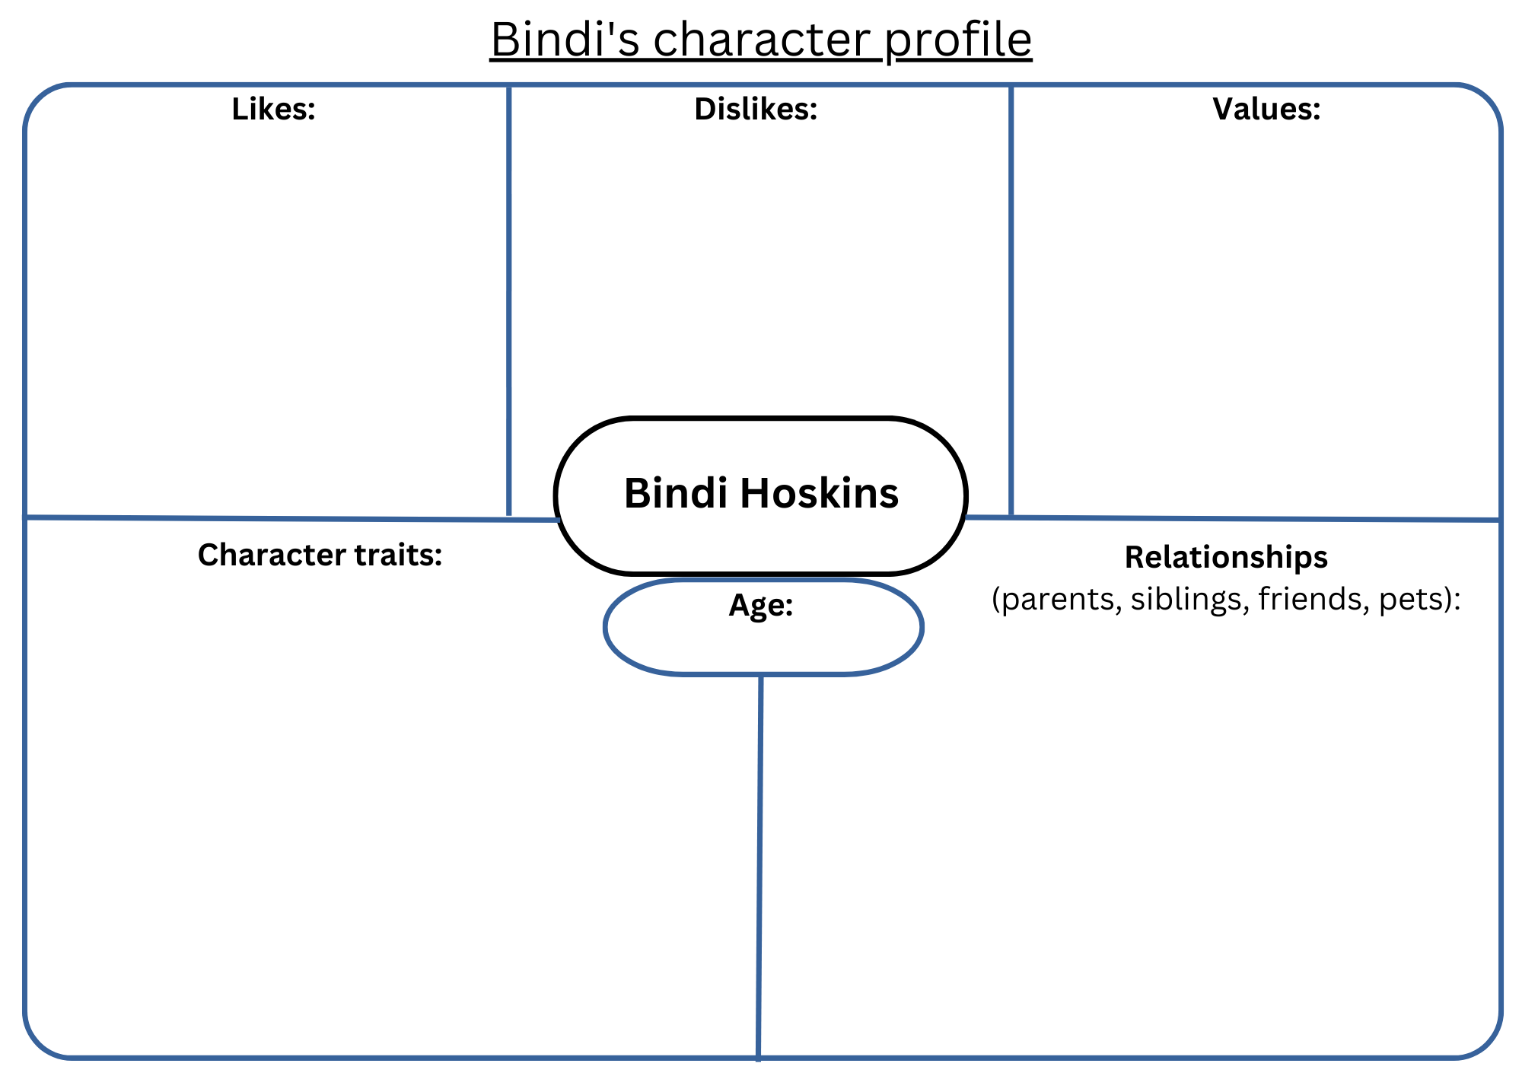 Bindi's character profile
Likes:
Dislikes:
Values:
Bindi Hoskins
Character traits:
Age:
Relationships
(parents, siblings, friends, pets):